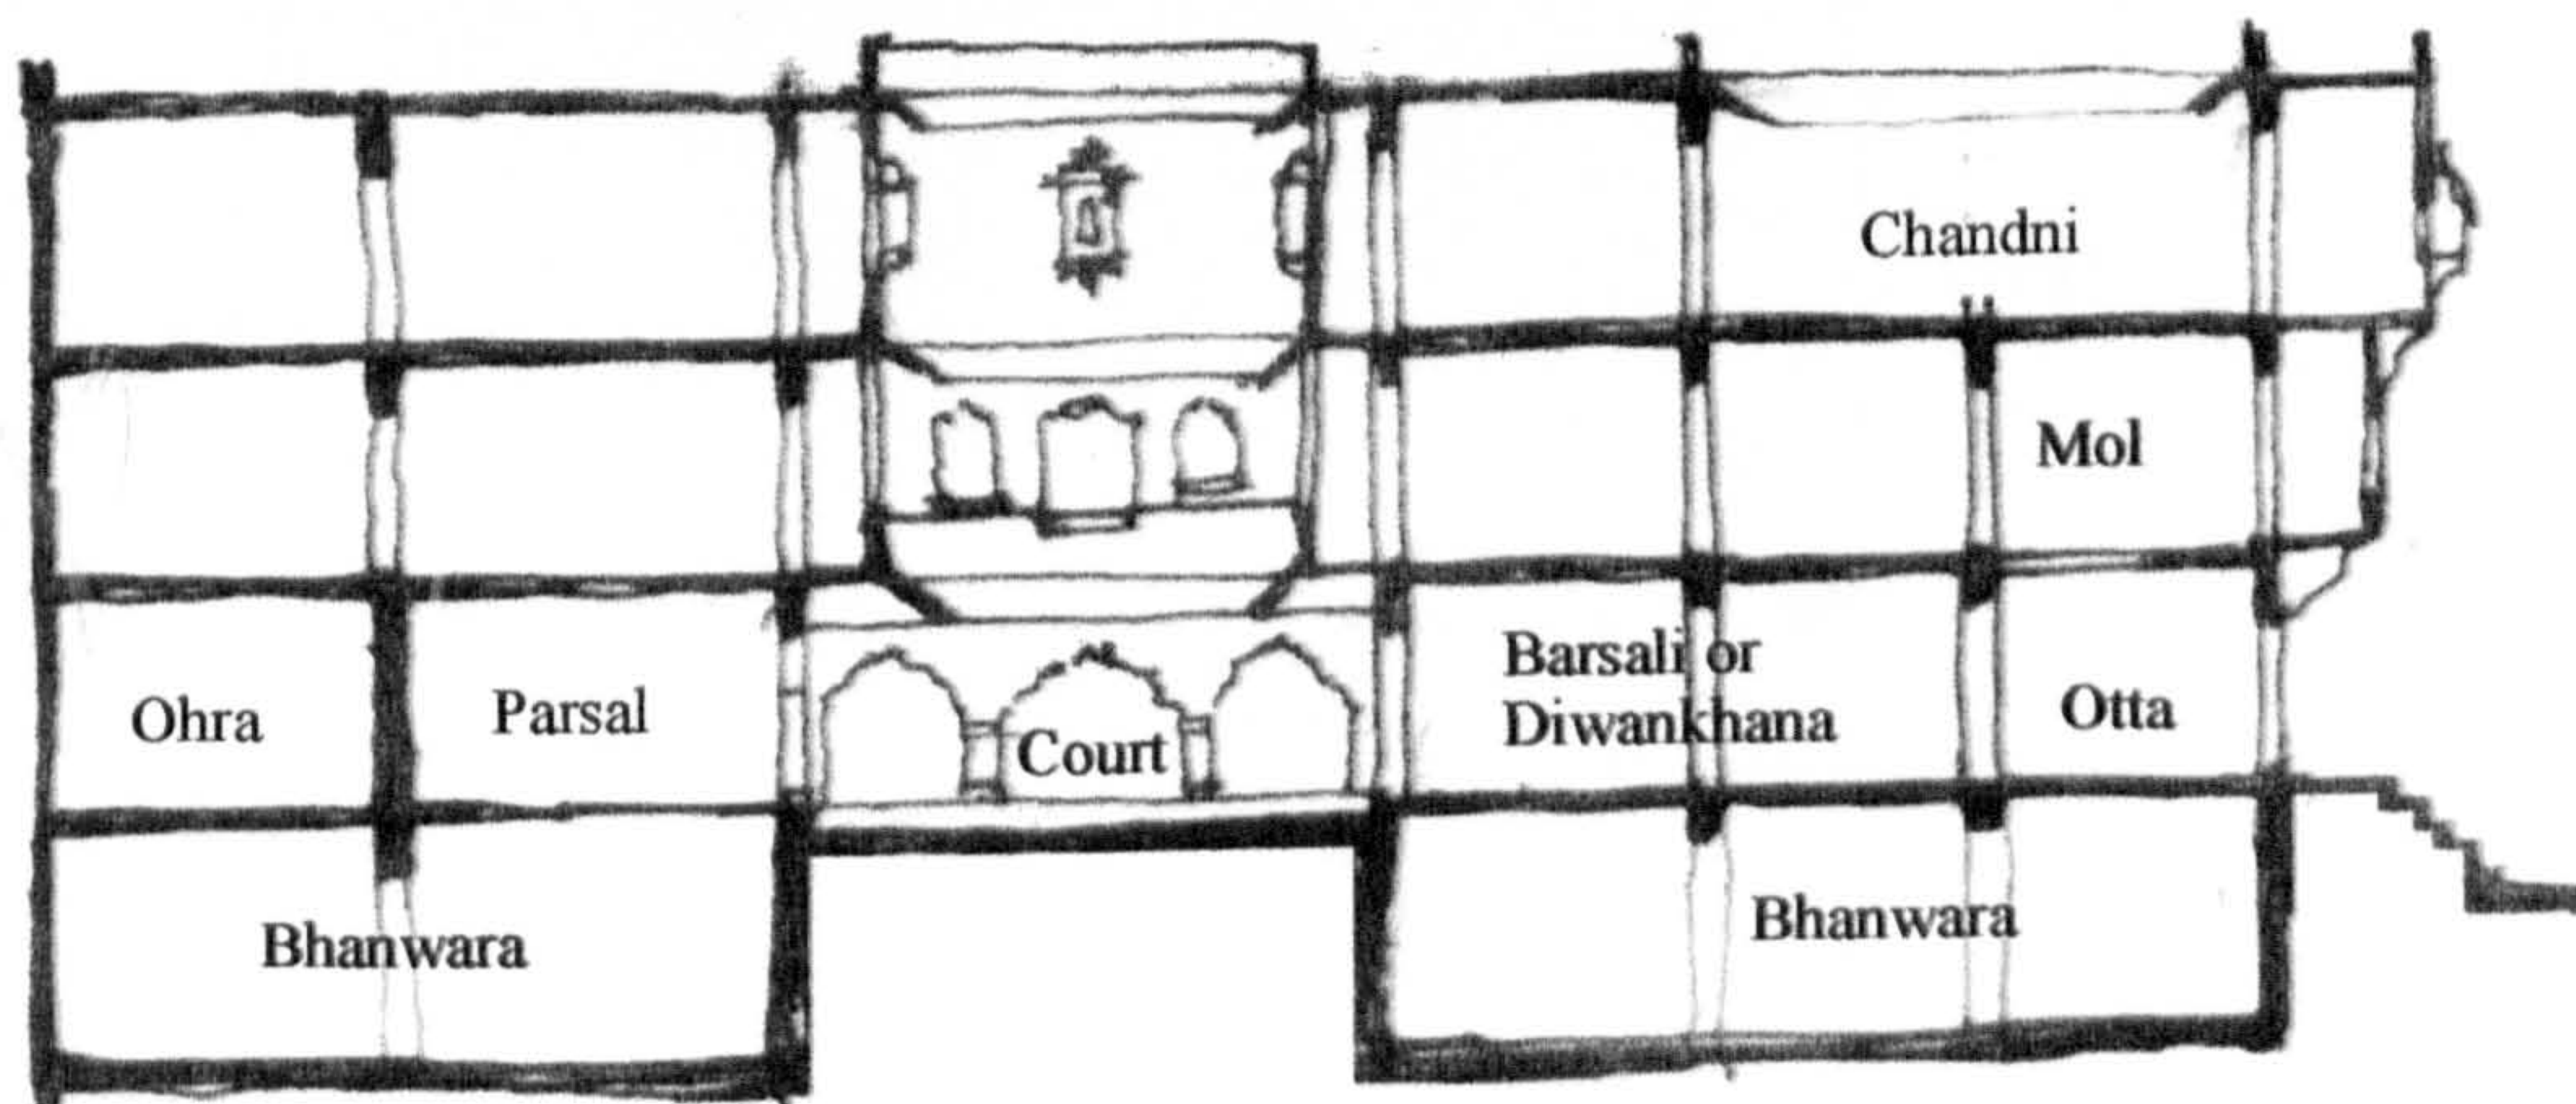 Chandni
Mol
Ohra
Parsal
Court
Barsali or
Diwankhana
Otta
Bhanwara
Bhanwara